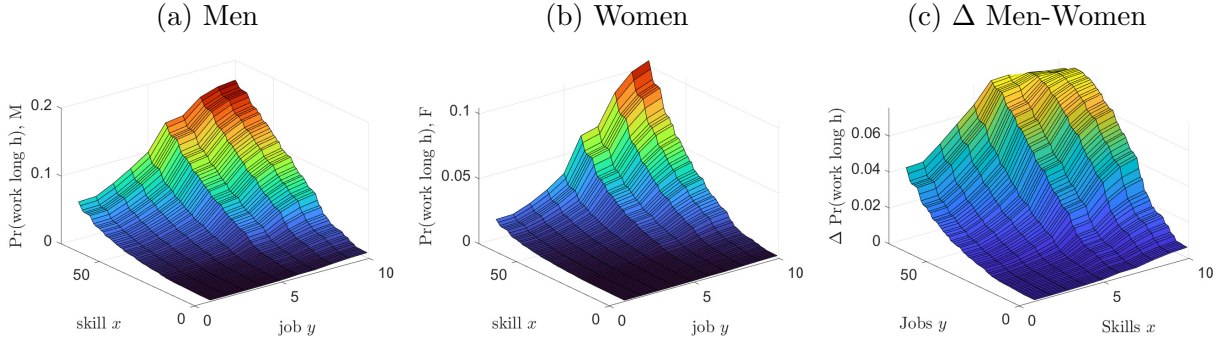 (a) Men
Pr(work long h), M
0.2
0.1
0
50
0
0
5
10
skill x
job y
(b) Women
Pr(work long h), F
0.1
0.05
0
50
0
0
5
10
skill x
job y
(c) Δ Men-Women
Δ Pr(work long h)
0.06
0.04
0.02
0
50
0
0
5
10
Jobs y
Skills x